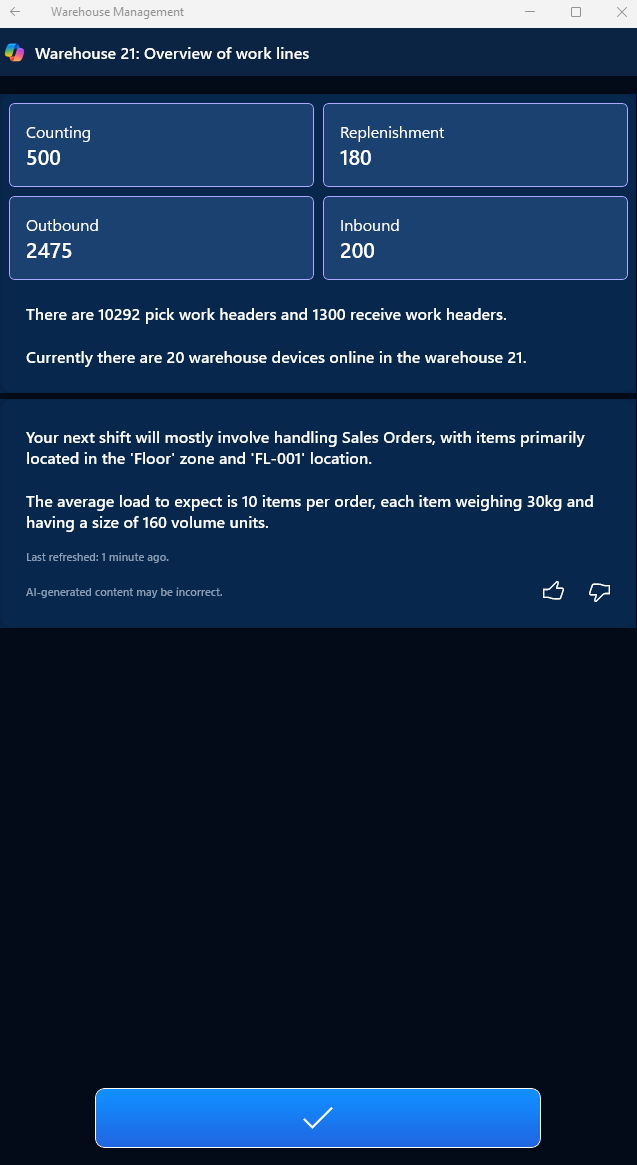 Warehouse Management
Warehouse 21: Overview of work lines
Counting
500
Replenishment
180
Outbound
2475
Inbound
200
There are 10292 pick work headers and 1300 receive work headers.
Currently there are 20 warehouse devices online in the warehouse 21.
Your next shift will mostly involve handling Sales Orders, with items primarily
located in the 'Floor' zone and 'FL-001' location.
The average load to expect is 10 items per order, each item weighing 30kg and
having a size of 160 volume units.
Last refreshed: 1 minute ago.
AI-generated content may be incorrect.